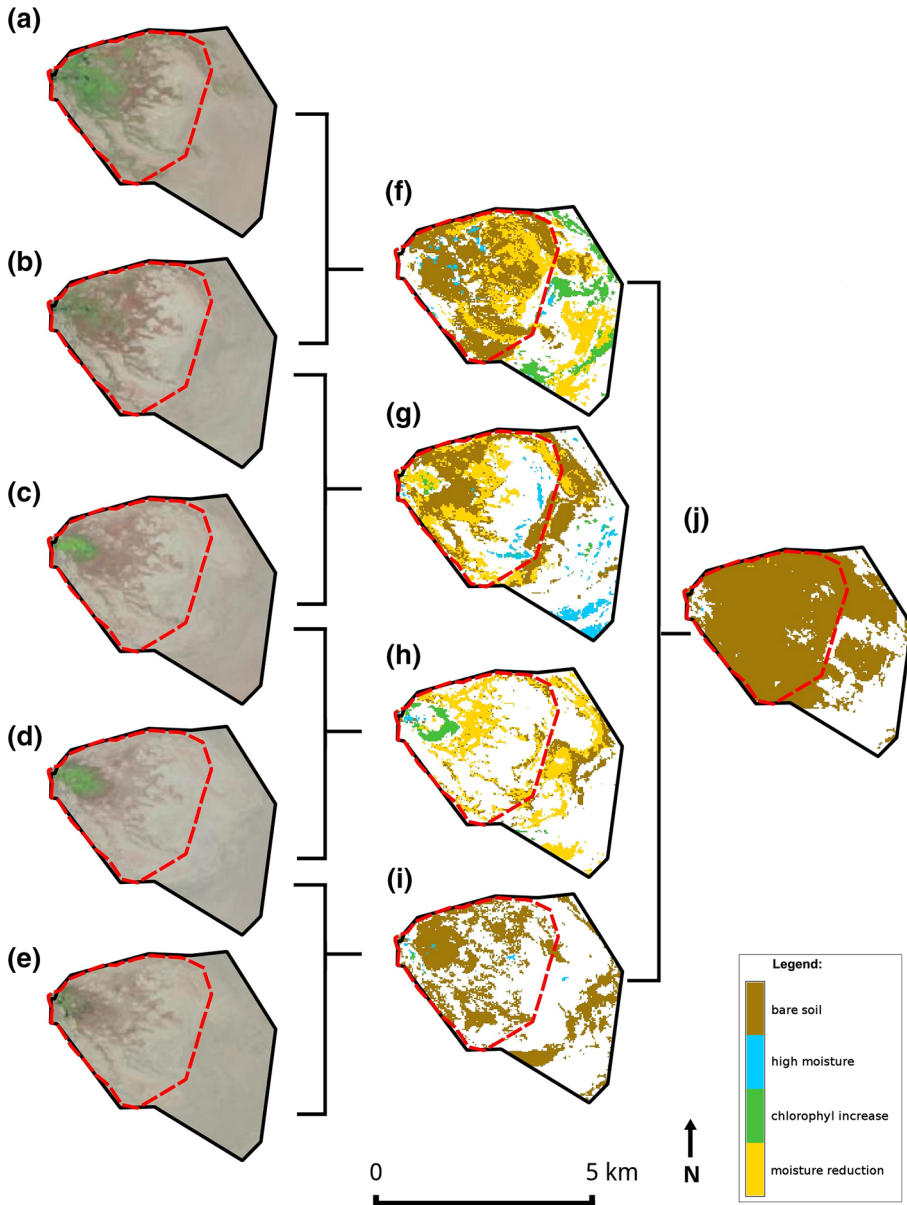 (a)
(b)
(c)
(d)
(e)
(f)
(g)
(h)
(i)
(j)
0 5 km
N
Legend:
bare soil
high moisture
chlorophyl increase
moisture reduction